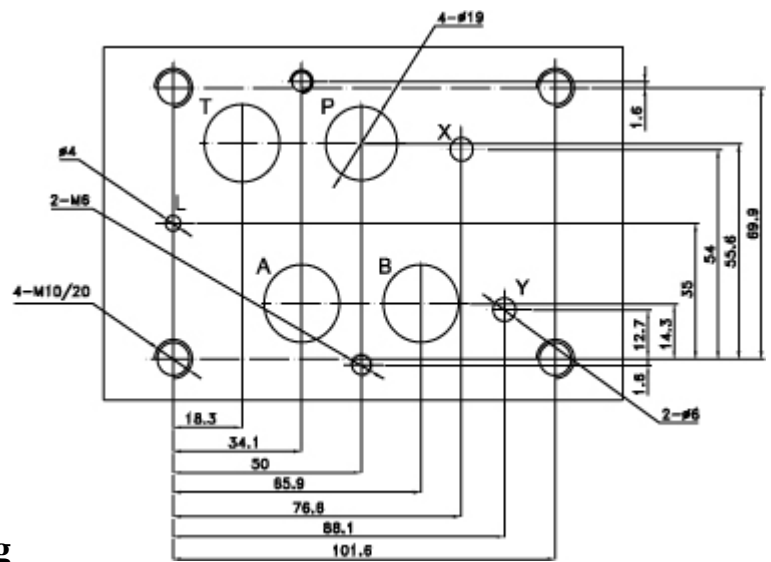 4-ø19
T
P
X
1.6
ø4
L
2-M6
69.9
55.6
54
35
A
B
Y
4-M10/20
14.3
12.7
1.6
2-ø6
18.3
34.1
50
65.9
76.6
88.1
101.6
g